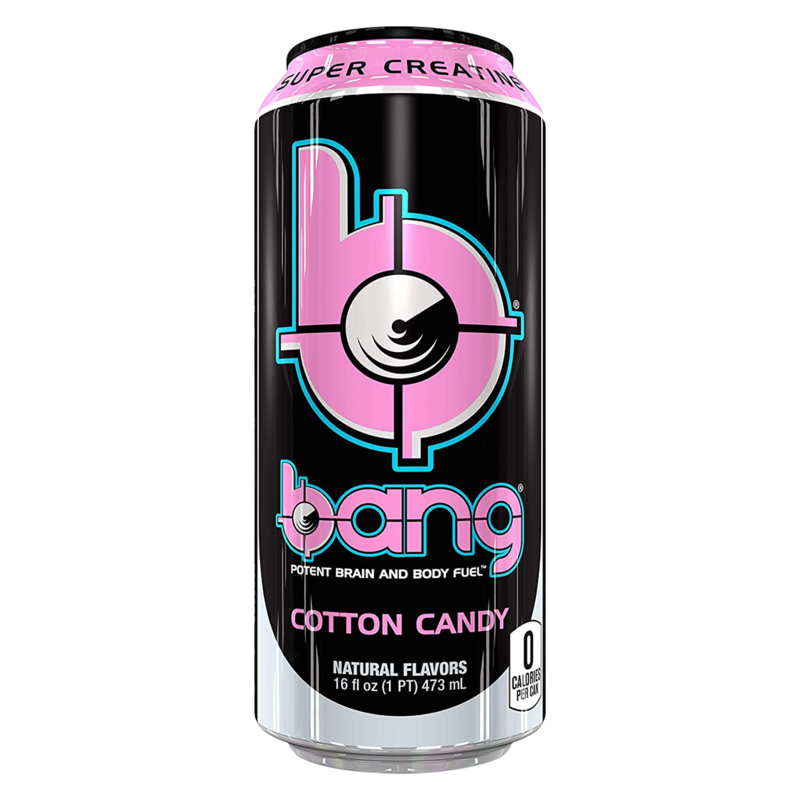 SUPER CREATINE
b®
bang®
POTENT BRAIN AND BODY FUEL™
COTTON CANDY
NATURAL FLAVORS
16 fl oz (1 PT) 473 mL
0
CALORIES
PER CAN